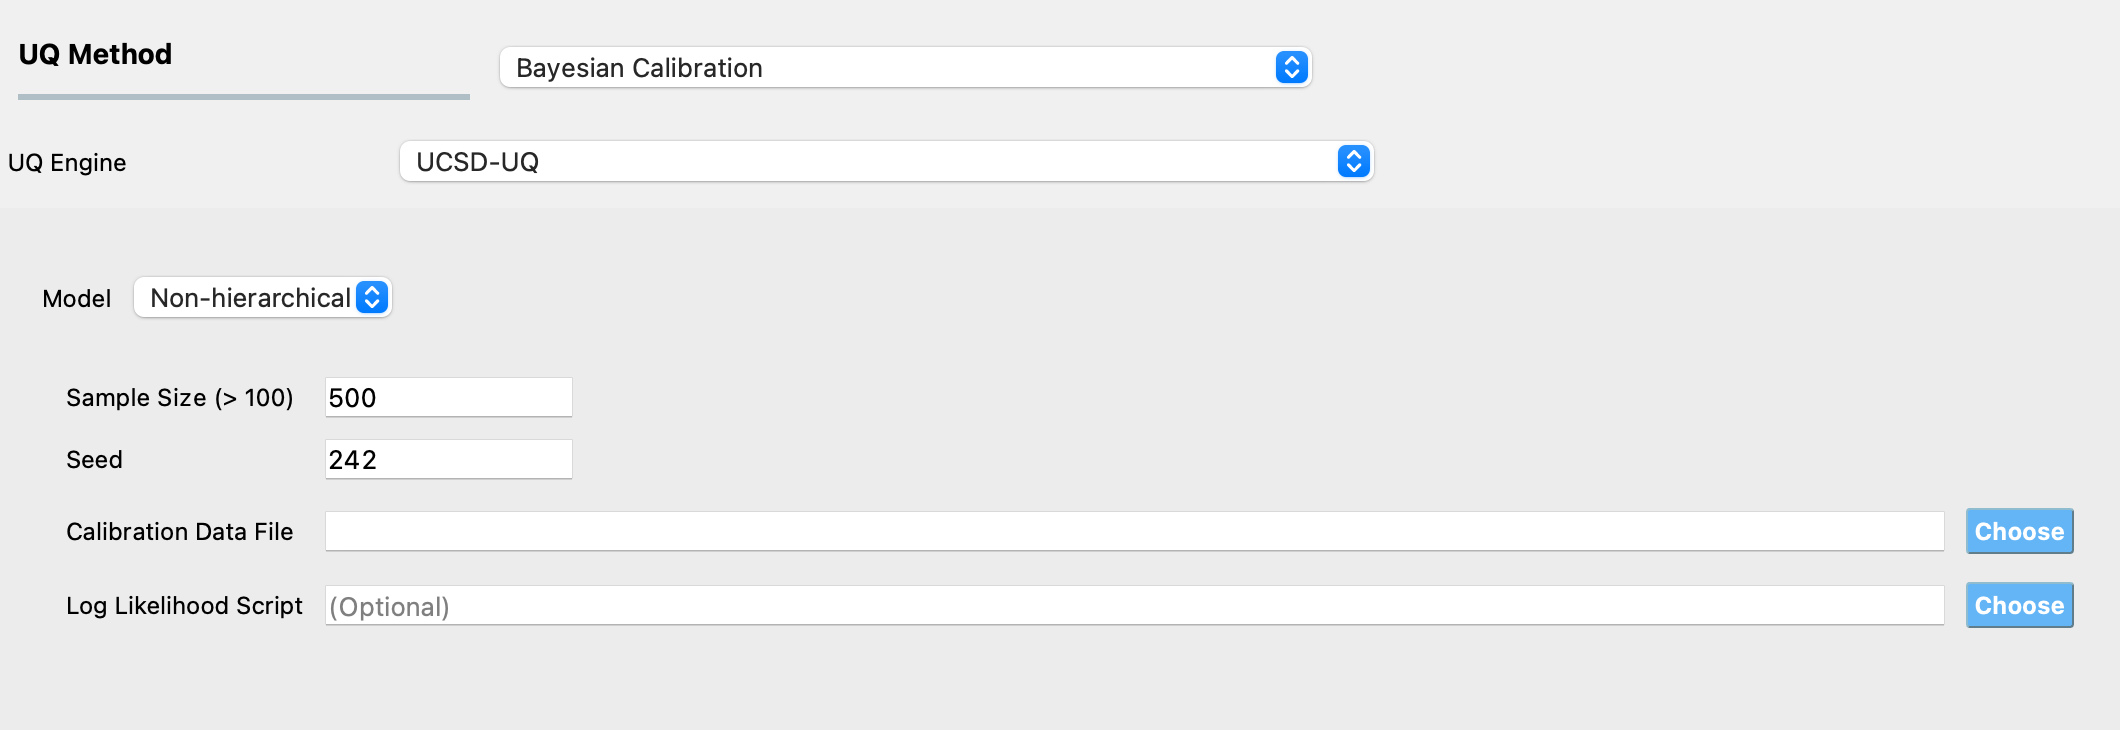 UQ Method
Bayesian Calibration
UQ Engine
UCSD-UQ
Model
Non-hierarchical
Sample Size (> 100)
500
Seed
242
Calibration Data File
Choose
Log Likelihood Script
(Optional)
Choose